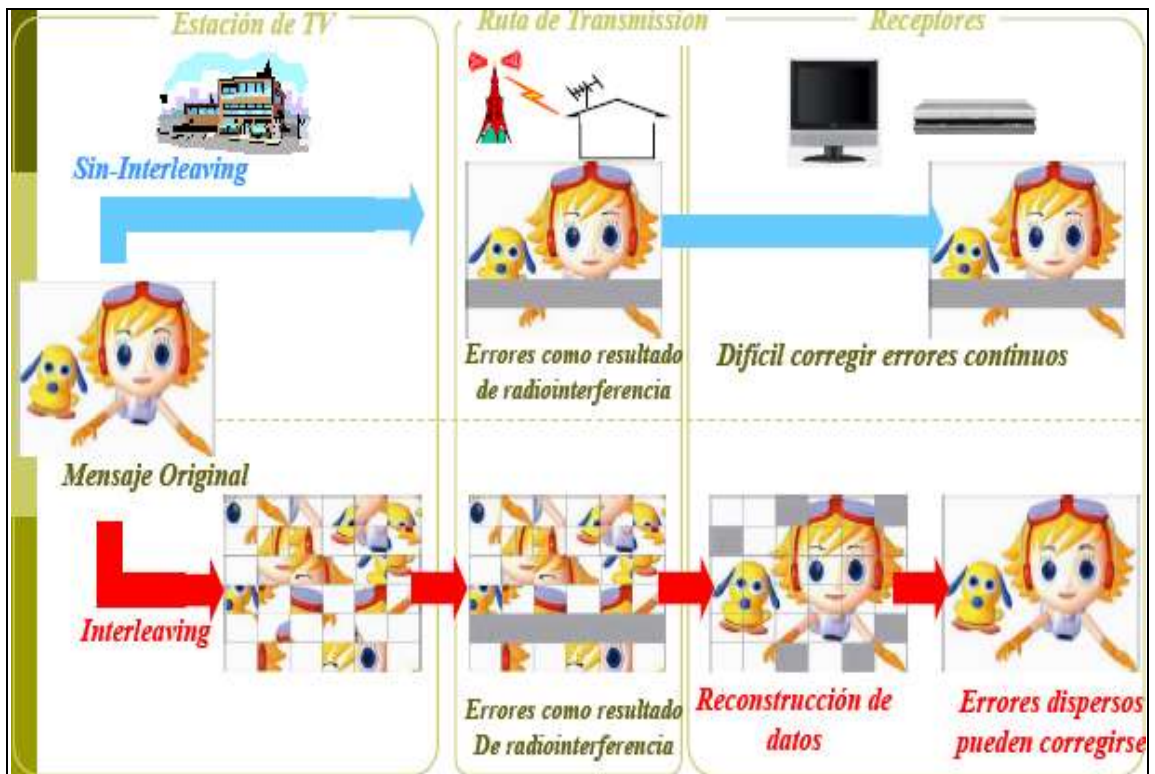 Estación de TV
Ruta de Transmission
Receptores
Sin-Interleaving
Errores como resultado
de radiointerferencia
Difícil corregir errores continuos
Mensaje Original
Interleaving
Errores como resultado
De radiointerferencia
Reconstrucción de
datos
Errores dispersos
pueden corregirse